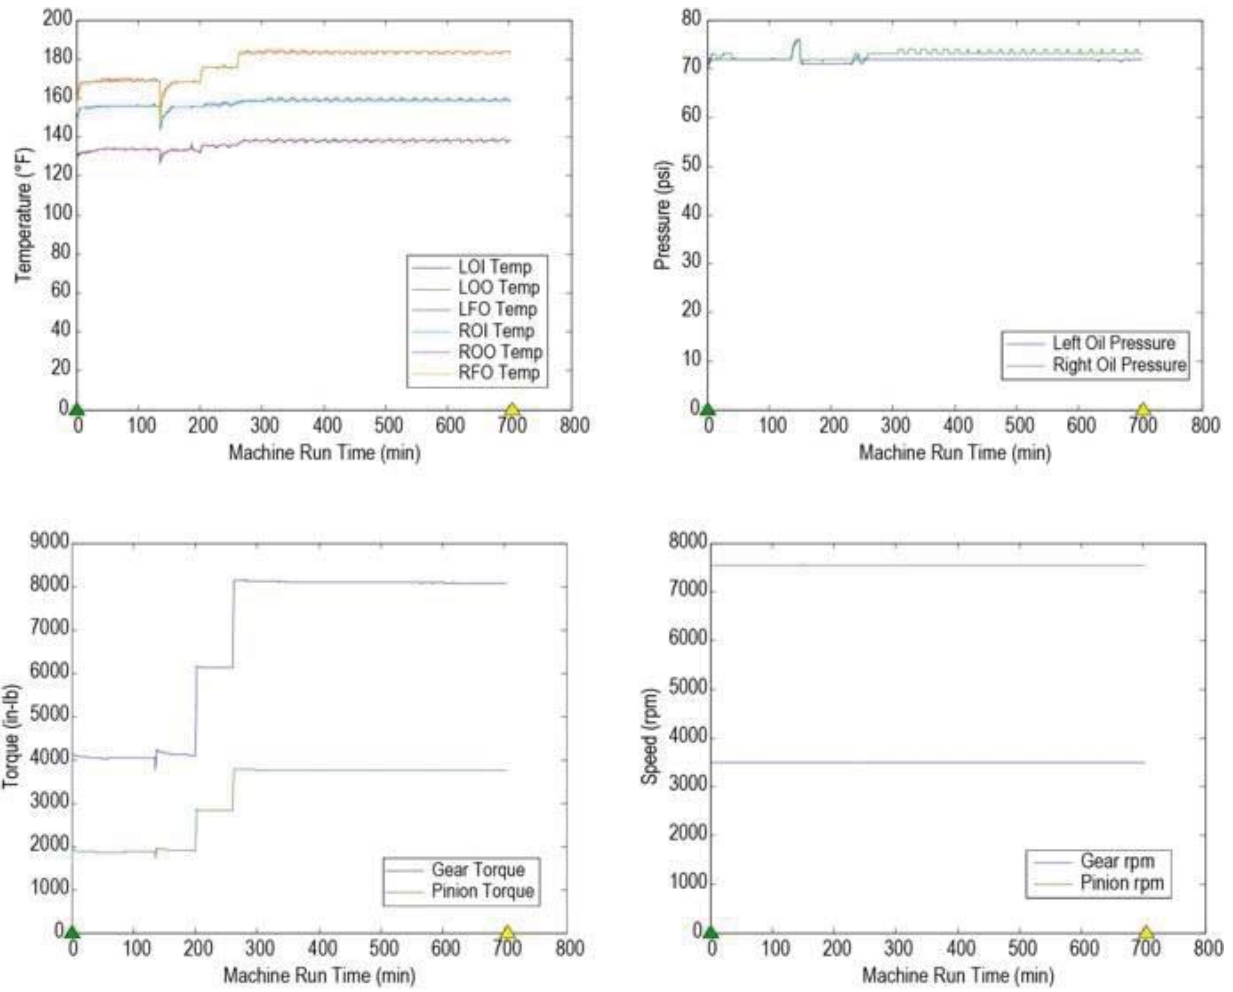 200
180
160
140
120
100
80
60
40
20
0
Temperature (°F)
LOI Temp
LOO Temp
LFO Temp
ROI Temp
ROO Temp
RFO Temp
0 100 200 300 400 500 600 700 800
Machine Run Time (min)
80
70
60
50
40
30
20
10
0
Pressure (psi)
Left Oil Pressure
Right Oil Pressure
0 100 200 300 400 500 600 700 800
Machine Run Time (min)
9000
8000
7000
6000
5000
4000
3000
2000
1000
0
Torque (in-lb)
Gear Torque
Pinion Torque
0 100 200 300 400 500 600 700 800
Machine Run Time (min)
8000
7000
6000
5000
4000
3000
2000
1000
0
Speed (rpm)
Gear rpm
Pinion rpm
0 100 200 300 400 500 600 700 800
Machine Run Time (min)